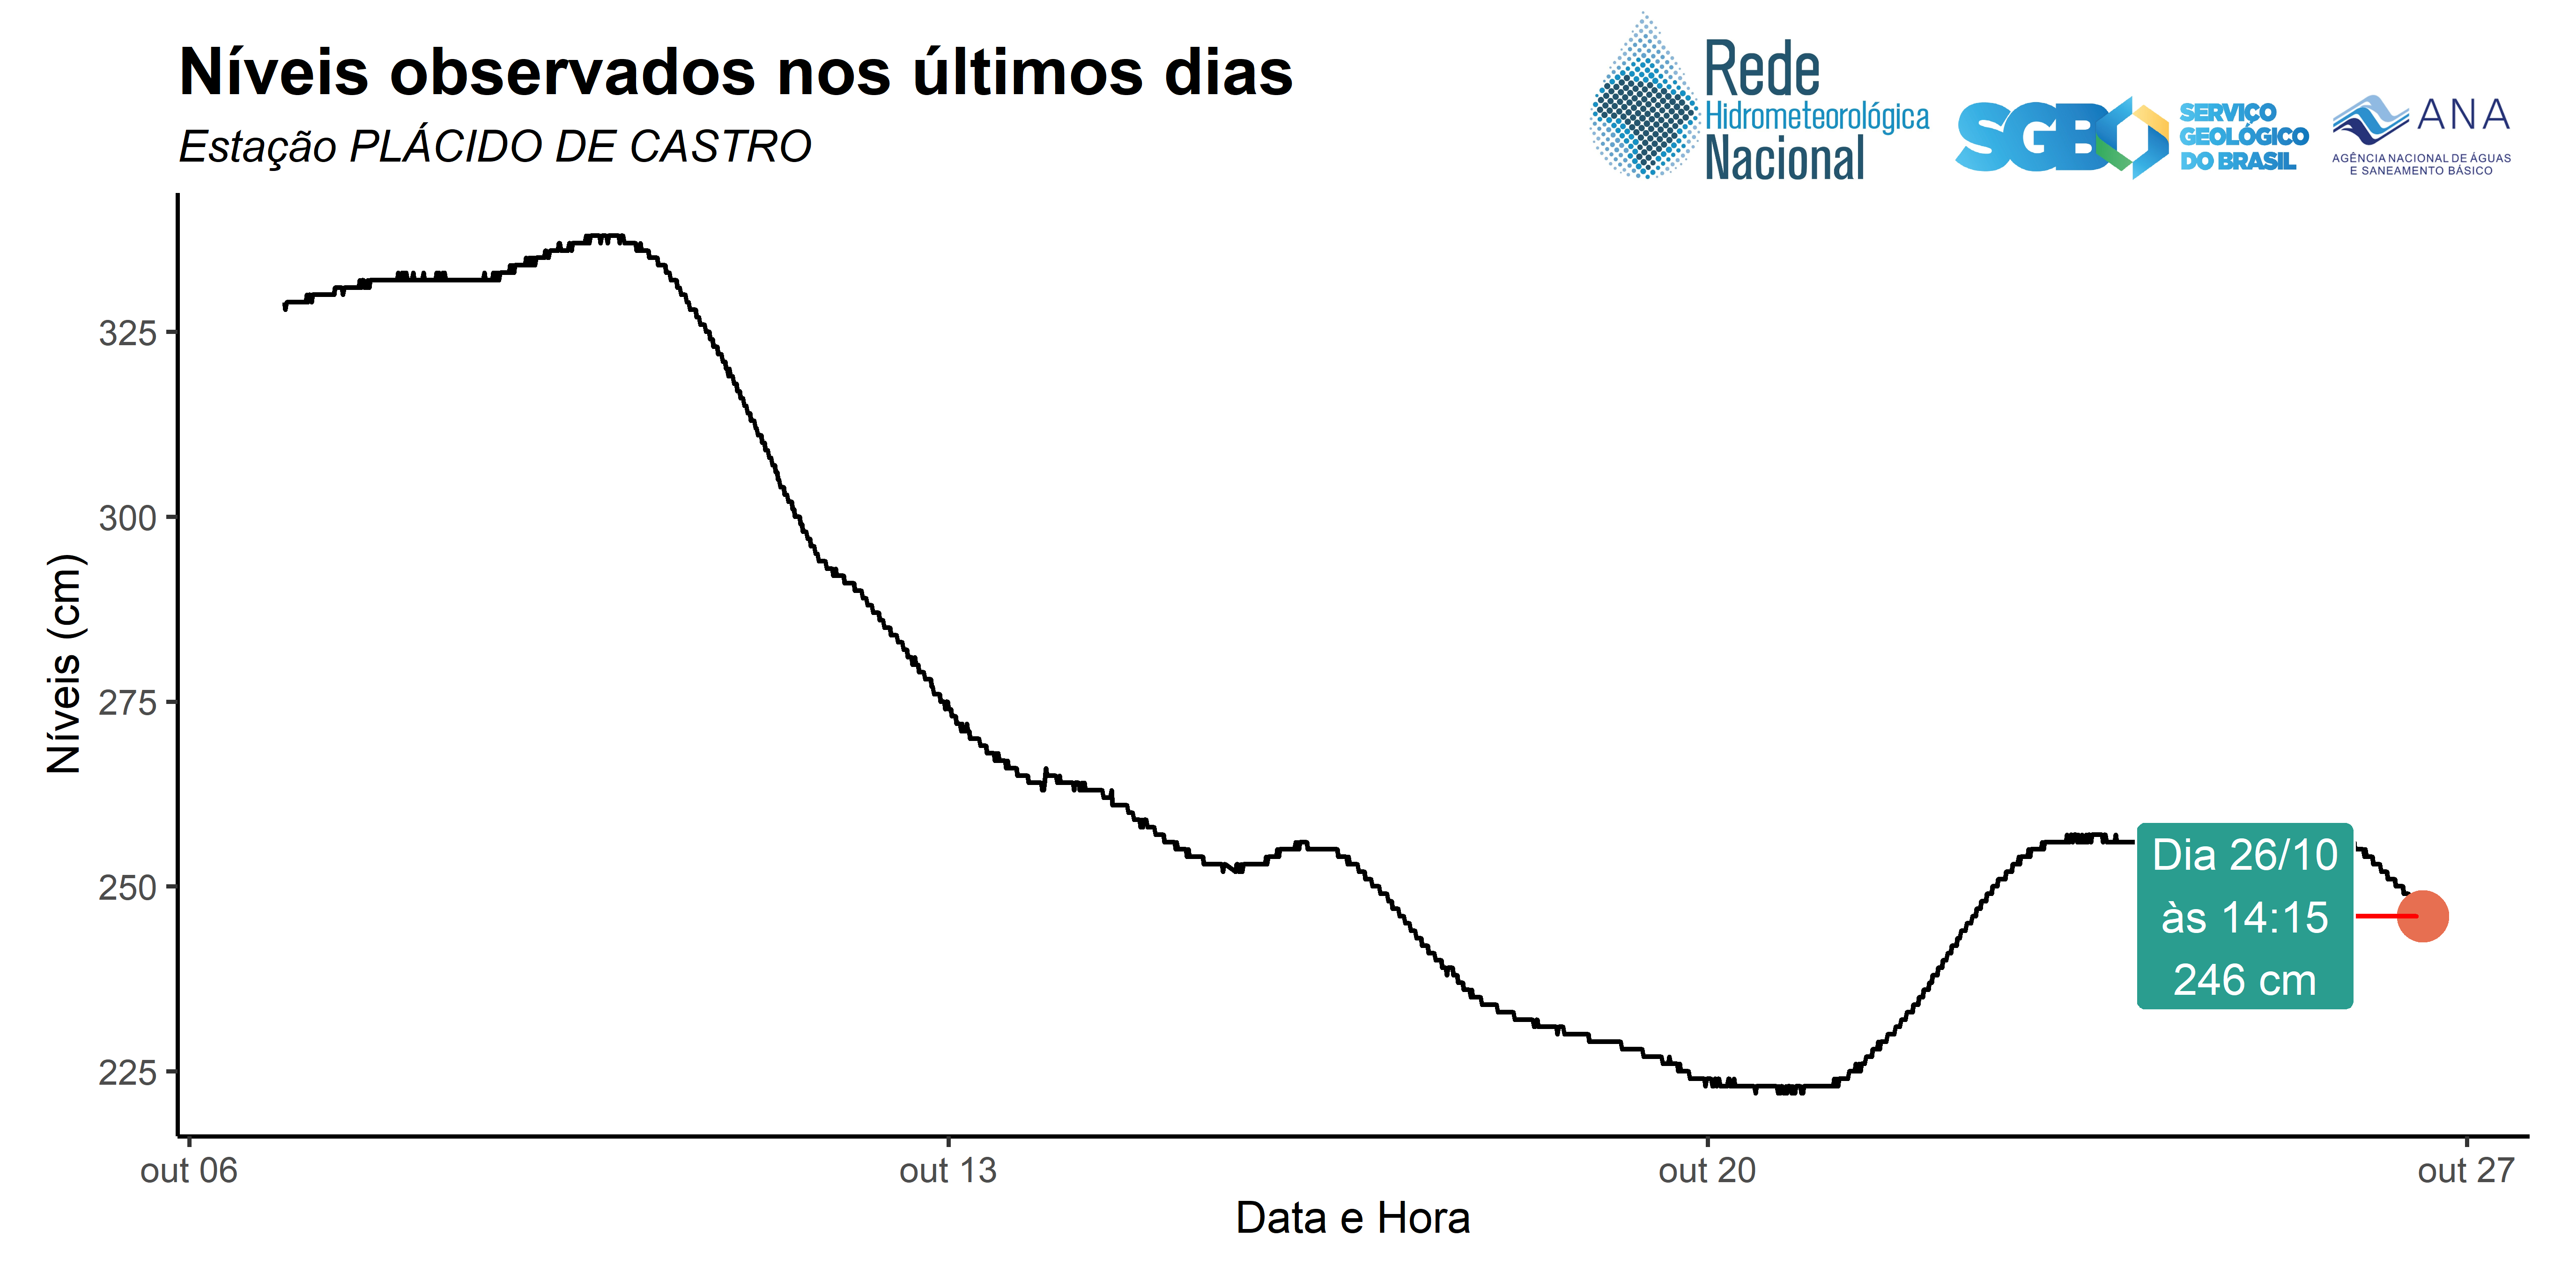 Níveis observados nos últimos dias
Estação PLÁCIDO DE CASTRO
Rede
Hidrometeorológica
Nacional
SGB
SERVIÇO
GEOLÓGICO
DO BRASIL
ANA
AGÊNCIA NACIONAL DE ÁGUAS
E SANEAMENTO BÁSICO
Níveis (cm)
325
300
275
250
225
Dia 26/10
às 14:15
246 cm
out 06
out 13
out 20
out 27
Data e Hora